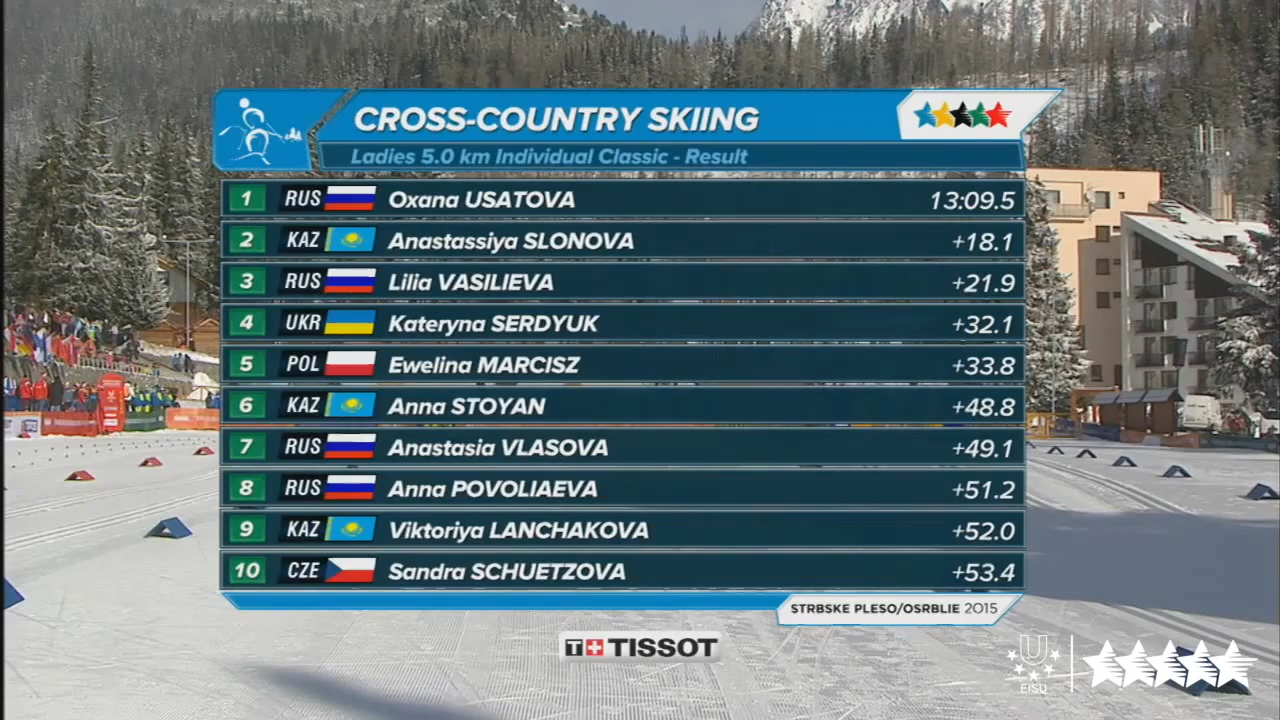 CROSS-COUNTRY SKIING
Ladies 5.0 km Individual Classic - Result
1 RUS Oxana USATOVA 13:09.5
2 KAZ Anastassiya SLONOVA +18.1
3 RUS Lilia VASILIEVA +21.9
4 UKR Kateryna SERDYUK +32.1
5 POL Ewelina MARCISZ +33.8
6 KAZ Anna STOYAN +48.8
7 RUS Anastasia VLASOVA +49.1
8 RUS Anna POVOLIAEVA +51.2
9 KAZ Viktoriya LANCHAKOVA +52.0
10 CZE Sandra SCHUETZOVA +53.4
STRBSKE PLESO/OSRBLIE 2015
T+ TISSOT
U
FISU